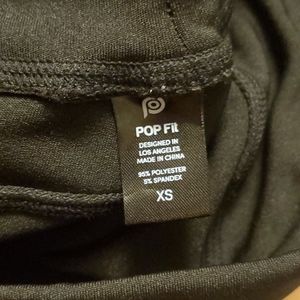 POP Fit
DESIGNED IN
LOS ANGELES
MADE IN CHINA
95% POLYESTER
5% SPANDEX
XS